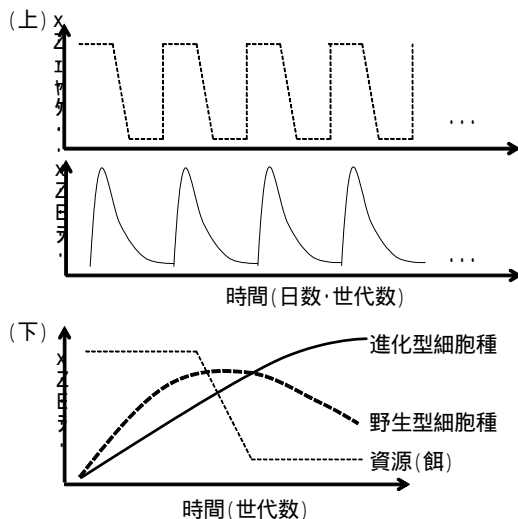 (上)
...
...
時間(日数・世代数)
(下)
進化型細胞種
野生型細胞種
資源(餌)
時間(世代数)